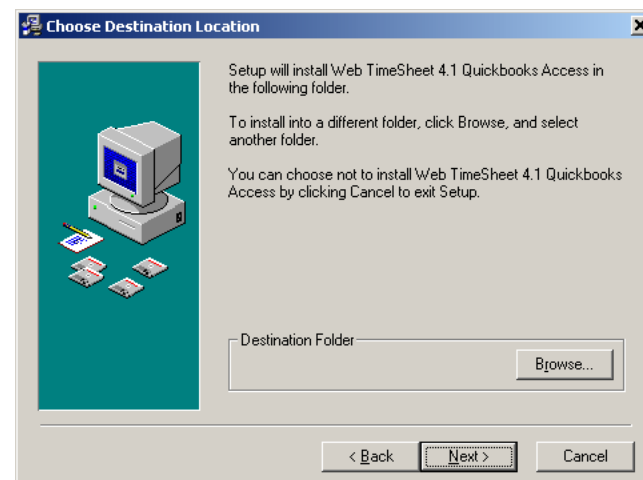 Choose Destination Location
Setup will install Web TimeSheet 4.1 Quickbooks Access in
the following folder.
To install into a different folder, click Browse, and select
another folder.
You can choose not to install Web TimeSheet 4.1 Quickbooks
Access by clicking Cancel to exit Setup.
Destination Folder
Browse...
< Back Next > Cancel